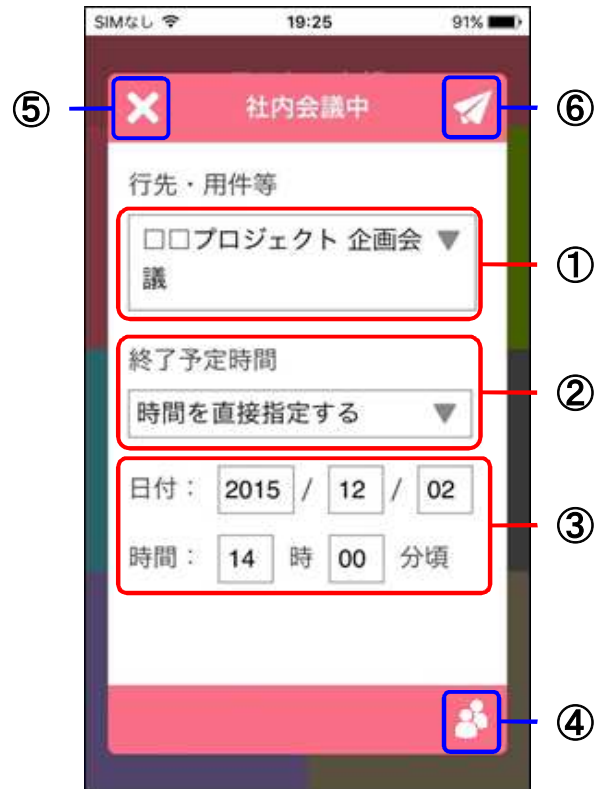 SIMなし 19:25 91%
⑤ 社内会議中 ⑥
行先・用件等
□□プロジェクト 企画会
議
①
終了予定時間
時間を直接指定する
②
日付： 2015 / 12 / 02
時間： 14 時 00 分頃
③
④